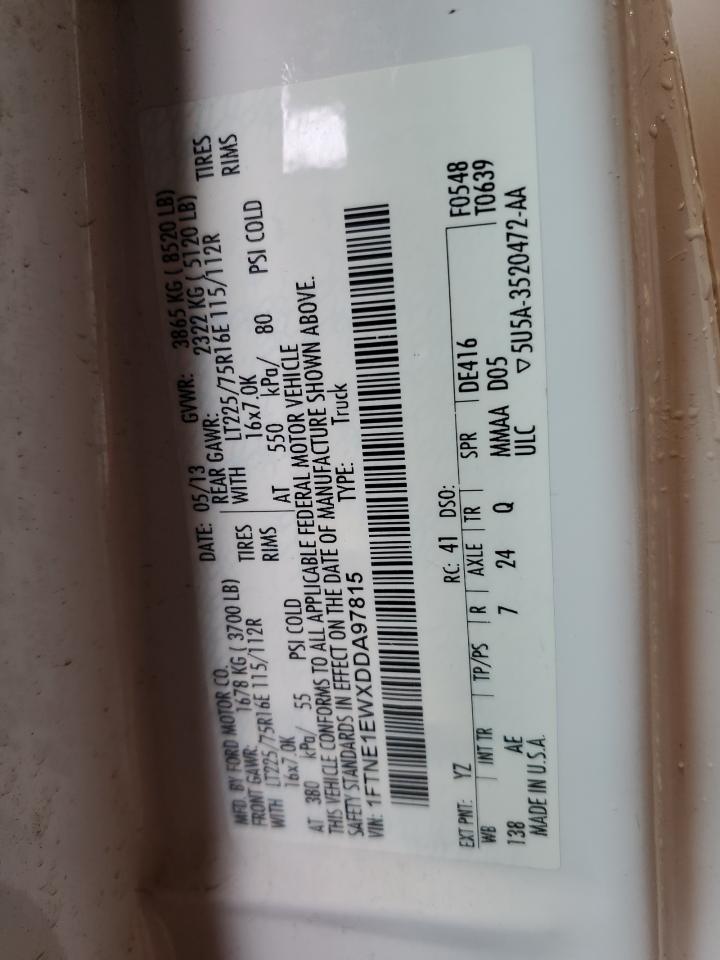 MFD. BY FORD MOTOR CO.
DATE: 05/13 GVWR: 3865 KG ( 8520 LB)
FRONT GAWR: 1678 KG ( 3700 LB) REAR GAWR: 2322 KG ( 5120 LB)
WITH LT225/75R16E 115/112R TIRES WITH LT225/75R16E 115/112R TIRES
16x7.0K RIMS 16x7.0K RIMS
AT 380 kPa/ 55 PSI COLD AT 550 kPa/ 80 PSI COLD
THIS VEHICLE CONFORMS TO ALL APPLICABLE FEDERAL MOTOR VEHICLE
SAFETY STANDARDS IN EFFECT ON THE DATE OF MANUFACTURE SHOWN ABOVE.
VIN: 1FTNE1EWXDDA97815 TYPE: Truck
EXT PNT: YZ RC: 41 DSO: F0548
WB INT TR TP/PS R AXLE TR SPR DE416 T0639
138 AE 7 24 Q MMAA D05
MADE IN U.S.A. ULC ▽5U5A-3520472-AA